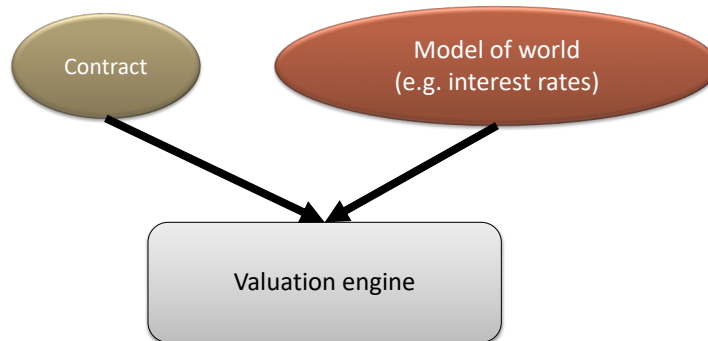 Contract
Model of world
(e.g. interest rates)
Valuation engine